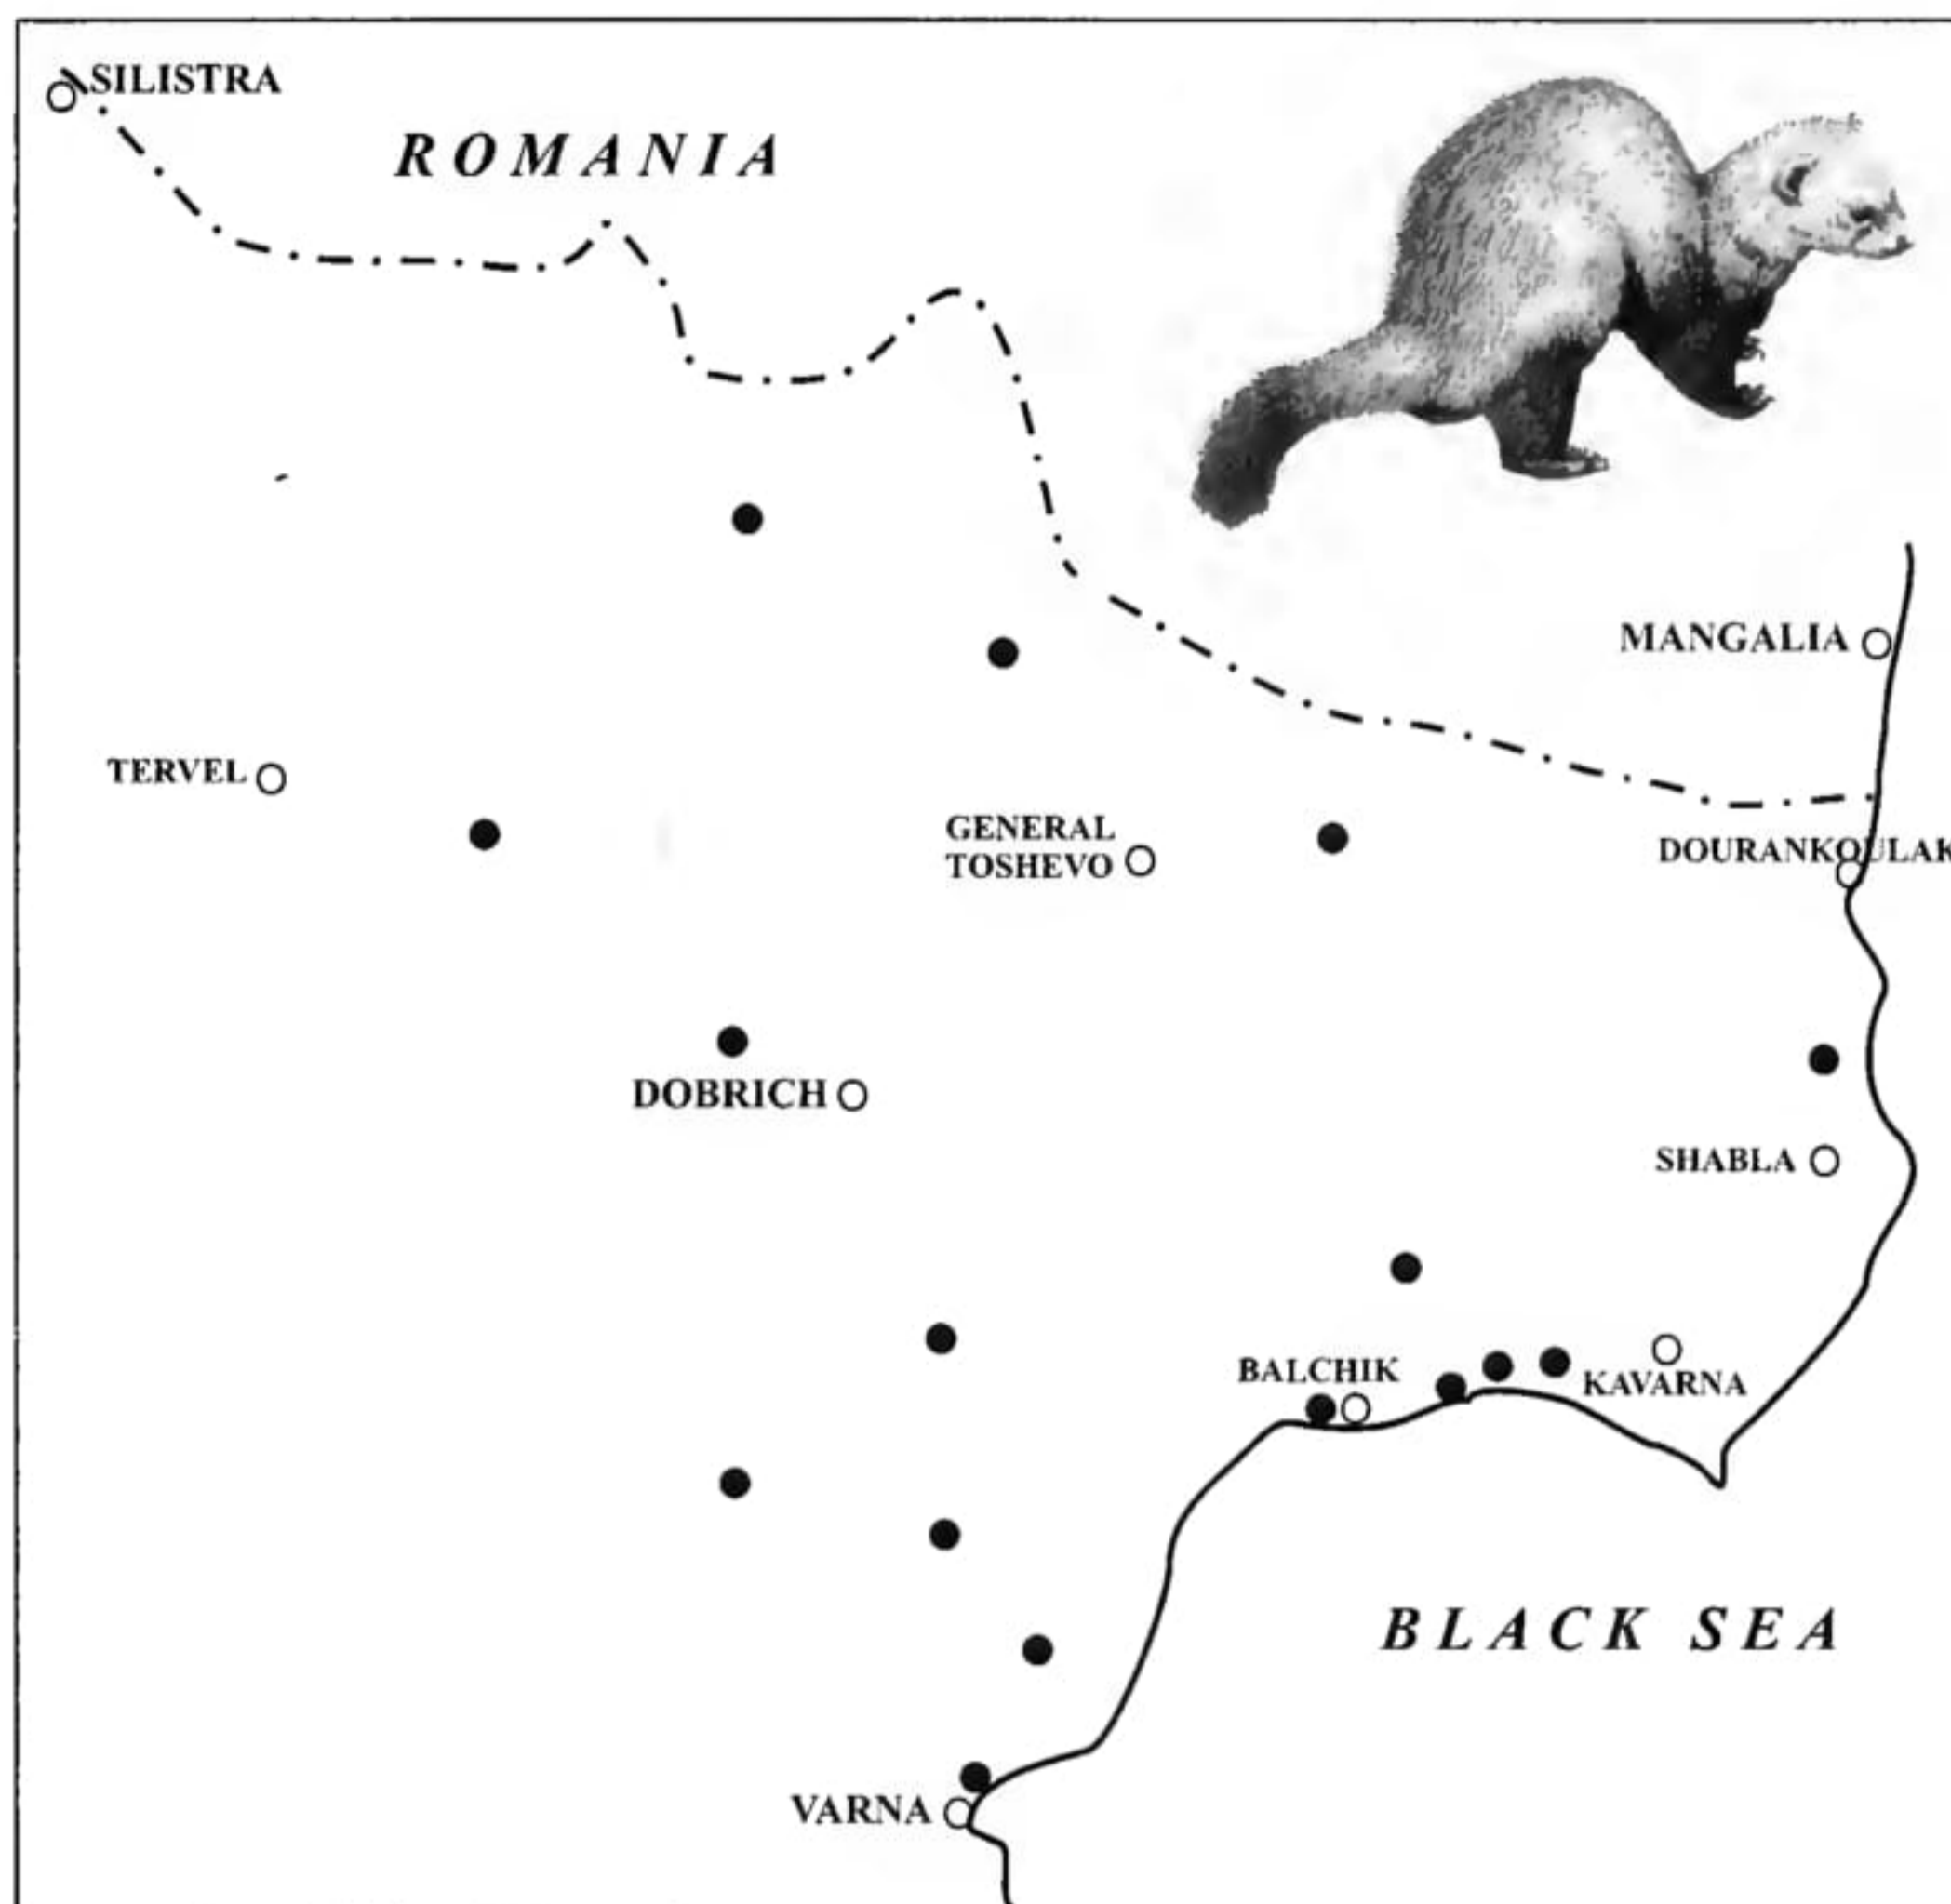 SILISTRA
ROMANIA
MANGALIA
TERVEL
GENERAL
TOSHEVO
DOURANKOULAK
DOBRICH
SHABLA
BALCHIK
KAVARNA
BLACK SEA
VARNA